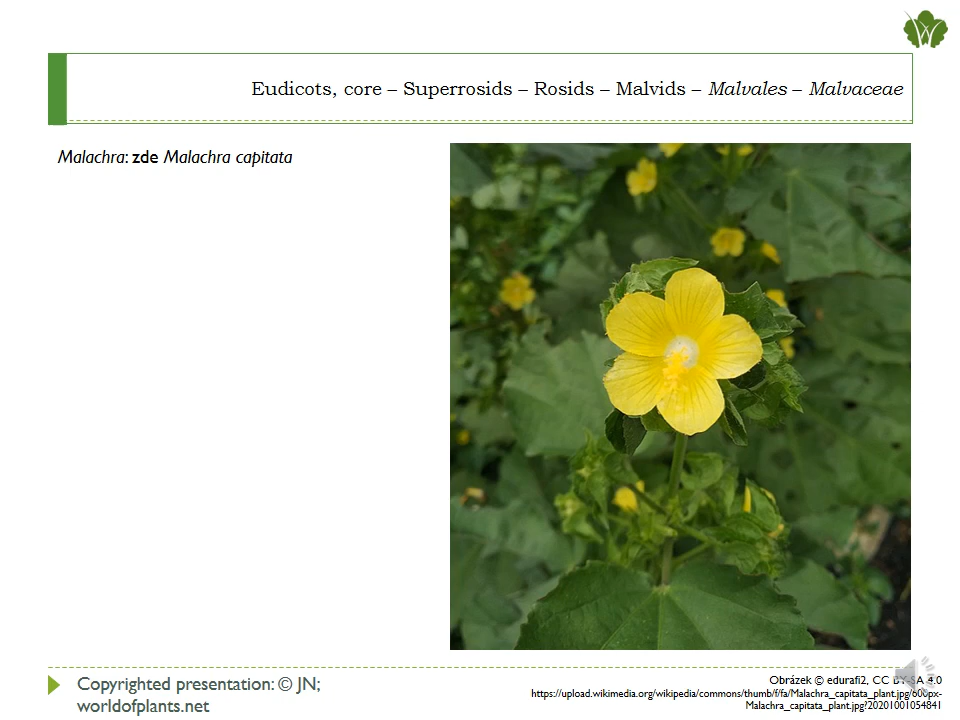 Eudicots, core – Superrosids – Rosids – Malvids – Malvales – Malvaceae
Malachra: zde Malachra capitata
Copyrighted presentation: © JN;
worldofplants.net
Obrázek © edurafi2, CC BY-SA 4.0
https://upload.wikimedia.org/wikipedia/commons/thumb/f/fa/Malachra_capitata_plant.jpg/600px-
Malachra_capitata_plant.jpg?20201001054841